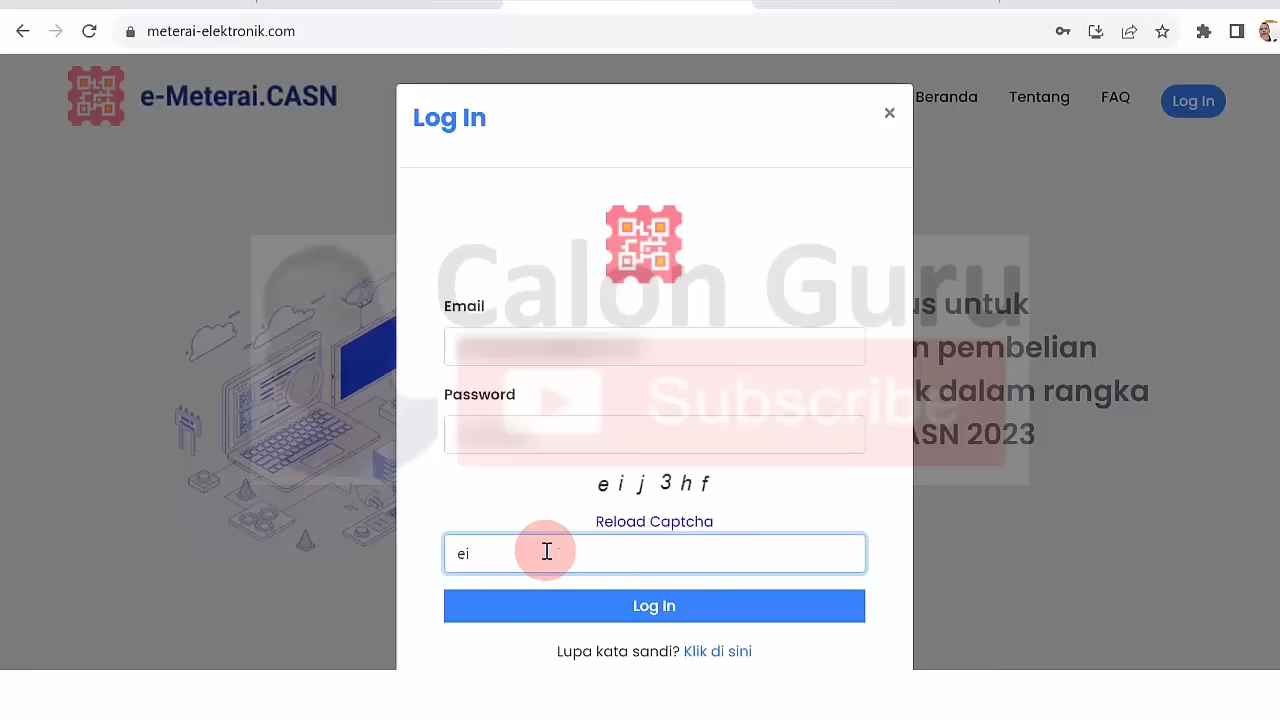 meterai-elektronik.com
e-Meterai.CASN
Beranda
Tentang
FAQ
Log In
Log In
×
Calon Guru
us untuk
n pembelian
k dalam rangka
ASN 2023
Subscribe
Email
Password
e i j 3 h f
Reload Captcha
ei
Log In
Lupa kata sandi? Klik di sini